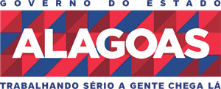 GOVERNO DO ESTADO
ALAGOAS
TRABALHANDO SÉRIO A GENTE CHEGA LÁ